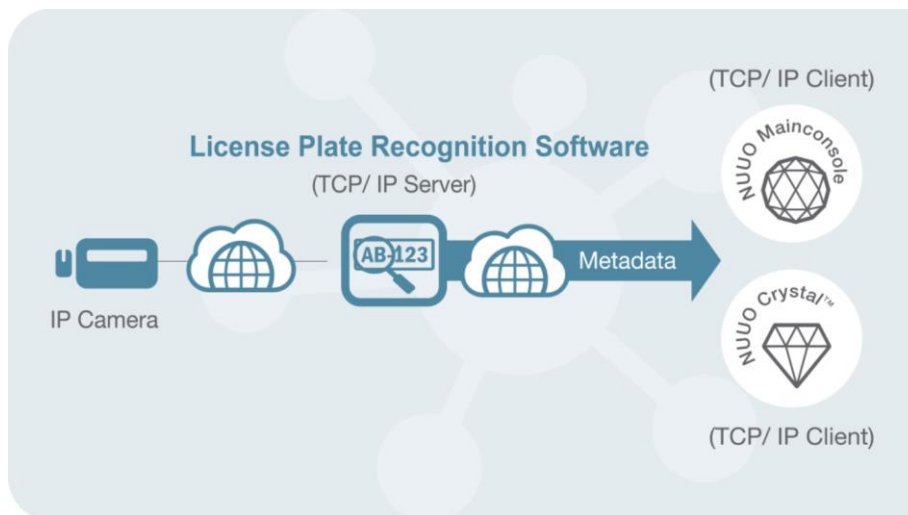 (TCP/ IP Client)
NUUO Mainconsole
License Plate Recognition Software
(TCP/ IP Server)
AB-123
Metadata
IP Camera
NUUO Crystal™
(TCP/ IP Client)